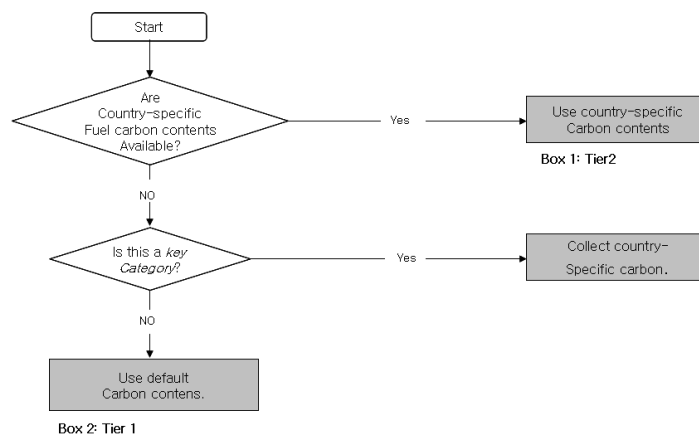 Start
Are
Country-specific
Fuel carbon contents
Available?
Yes
Use country-specific
Carbon contents
Box 1: Tier2
NO
Is this a key
Category?
Yes
Collect country-
Specific carbon.
NO
Use default
Carbon contens.
Box 2: Tier 1